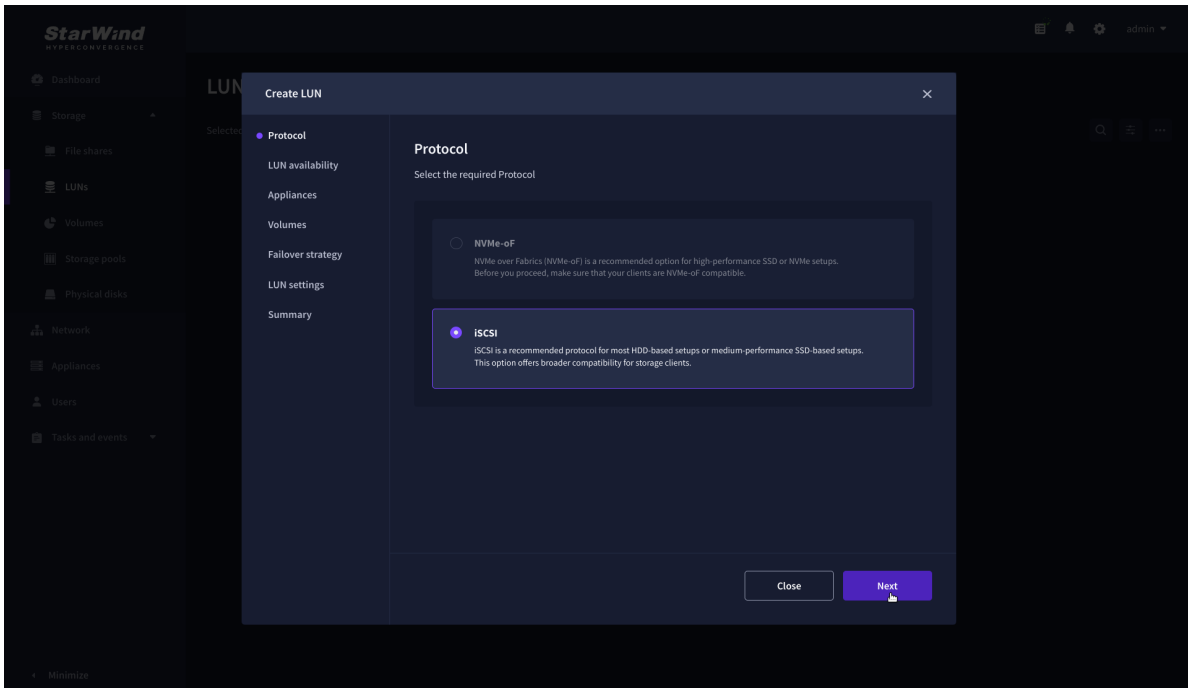 StarWind
HYPERCONVERGENCE
admin
Dashboard
Storage
File shares
LUNs
Volumes
Storage pools
Physical disks
Network
Appliances
Users
Tasks and events
Minimize
LUN
Selected
Create LUN
Protocol
LUN availability
Appliances
Volumes
Failover strategy
LUN settings
Summary
Protocol
Select the required Protocol
NVMe-oF
NVMe over Fabrics (NVMe-oF) is a recommended option for high-performance SSD or NVMe setups.
Before you proceed, make sure that your clients are NVMe-oF compatible.
iSCSI
iSCSI is a recommended protocol for most HDD-based setups or medium-performance SSD-based setups.
This option offers broader compatibility for storage clients.
Close
Next